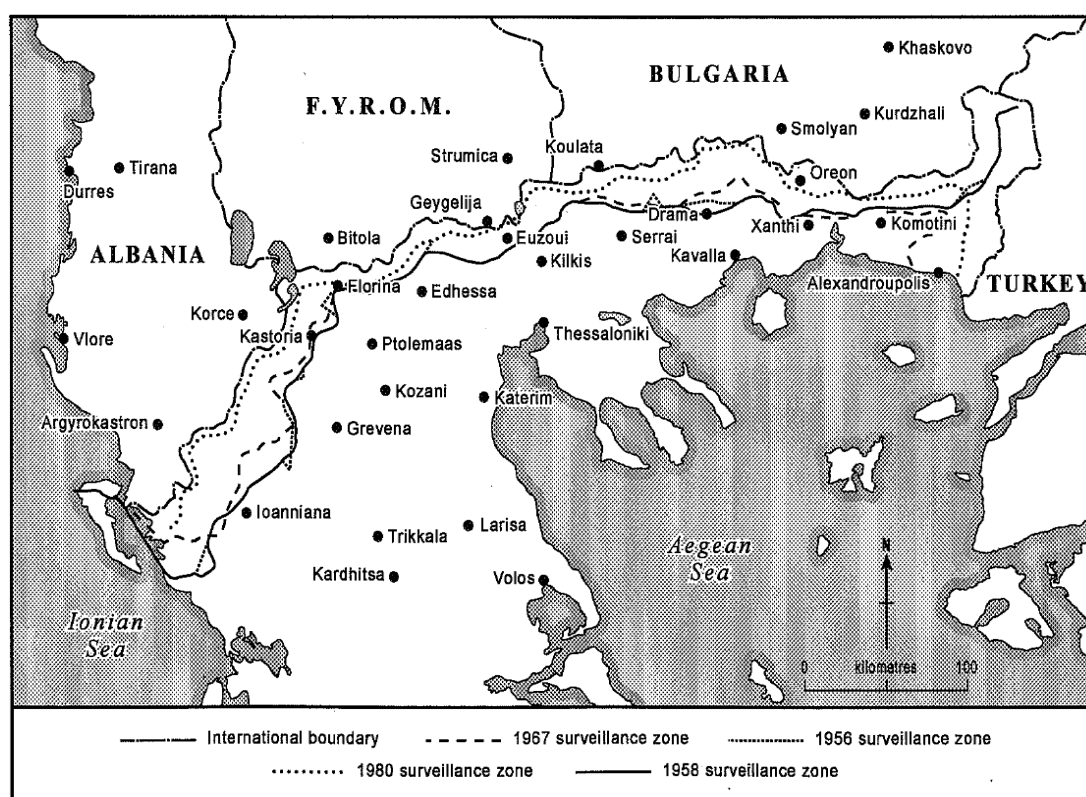 Khaskovo
BULGARIA
F.Y.R.O.M.
Kurdzhali
Smolyan
Strumica
Koulata
Tirana
Durres
Oreon
Geygelija
Drama
Bitola
Euzoui
Serrai
Xanthi
Komotini
ALBANIA
Kilkis
Kavalla
Florina
Edhessa
Alexandroupolis
TURKEY
Korce
Kastoria
Thessaloniki
Vlore
Ptolemaas
Kozani
Katerim
Argyrokastron
Grevena
Ioanniana
Larisa
Trikkala
Aegean
Sea
N
Kardhitsa
Volos
Ionian
Sea
0 kilometres 100
International boundary 1967 surveillance zone 1956 surveillance zone
1980 surveillance zone 1958 surveillance zone